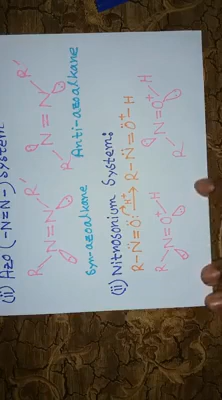 (ii) Azo (-N=N-) System
R N=N R' R N=N R'
Syn-azoalkane Anti-azoalkane
(ii) Nitrosonium System:
R-N̈=Ö: H⁺→ R-N̈=Ö⁺-H
R N=O⁺ H R N=O⁺ H